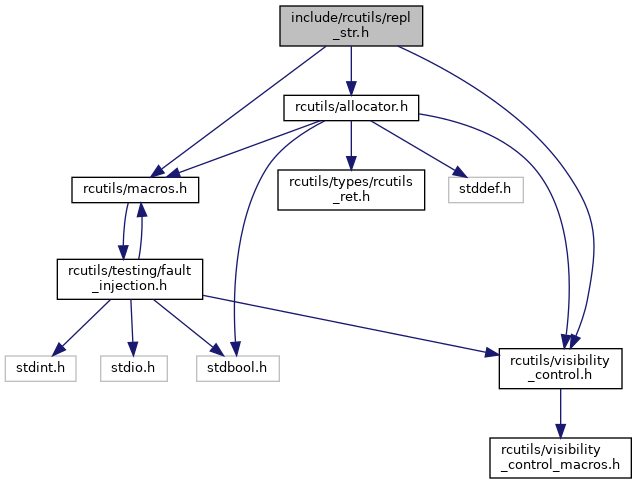 include/rcutils/repl
_str.h
rcutils/allocator.h
rcutils/macros.h
rcutils/types/rcutils
_ret.h
stddef.h
rcutils/testing/fault
_injection.h
stdint.h
stdio.h
stdbool.h
rcutils/visibility
_control.h
rcutils/visibility
_control_macros.h